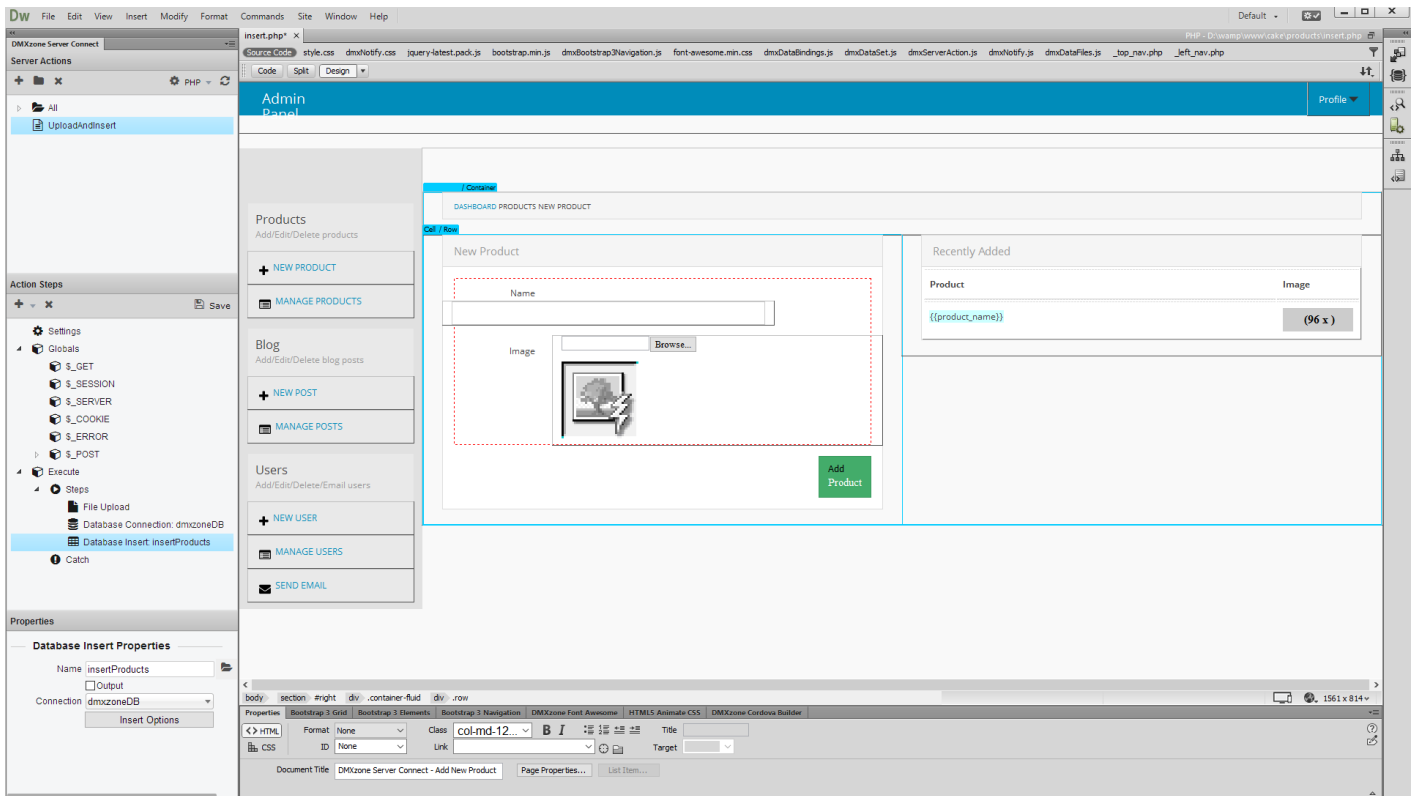 Dw File Edit View Insert Modify Format Commands Site Window Help Default
DMXzone Server Connect
Server Actions
PHP
All
UploadAndInsert
Action Steps
Save
Settings
Globals
$_GET
$_SESSION
$_SERVER
$_COOKIE
$_ERROR
$_POST
Execute
Steps
File Upload
Database Connection: dmxzoneDB
Database Insert: insertProducts
Catch
Properties
Database Insert Properties
Name insertProducts
Output
Connection dmxzoneDB
Insert Options
insert.php* x PHP - D:\wamp\www\cake\products\insert.php
Source Code style.css dmxNotify.css jquery-latest.pack.js bootstrap.min.js dmxBootstrap3Navigation.js font-awesome.min.css dmxDataBindings.js dmxDataSet.js dmxServerAction.js dmxNotify.js dmxDataFiles.js _top_nav.php _left_nav.php
Code Split Design
Admin
Panel
Profile
Products
Add/Edit/Delete products
NEW PRODUCT
MANAGE PRODUCTS
Blog
Add/Edit/Delete blog posts
NEW POST
MANAGE POSTS
Users
Add/Edit/Delete/Email users
NEW USER
MANAGE USERS
SEND EMAIL
/ Container
DASHBOARD PRODUCTS NEW PRODUCT
Cell / Row
New Product
Name
Image Browse...
Add
Product
Recently Added
Product Image
{{product_name}} (96 x )
body section #right div .container-fluid div .row 1561 x 814
Properties Bootstrap 3 Grid Bootstrap 3 Elements Bootstrap 3 Navigation DMXzone Font Awesome HTML5 Animate CSS DMXzone Cordova Builder
<> HTML Format None Class col-md-12... B I Title
CSS ID None Link Target
Document Title DMXzone Server Connect - Add New Product Page Properties... List Item...